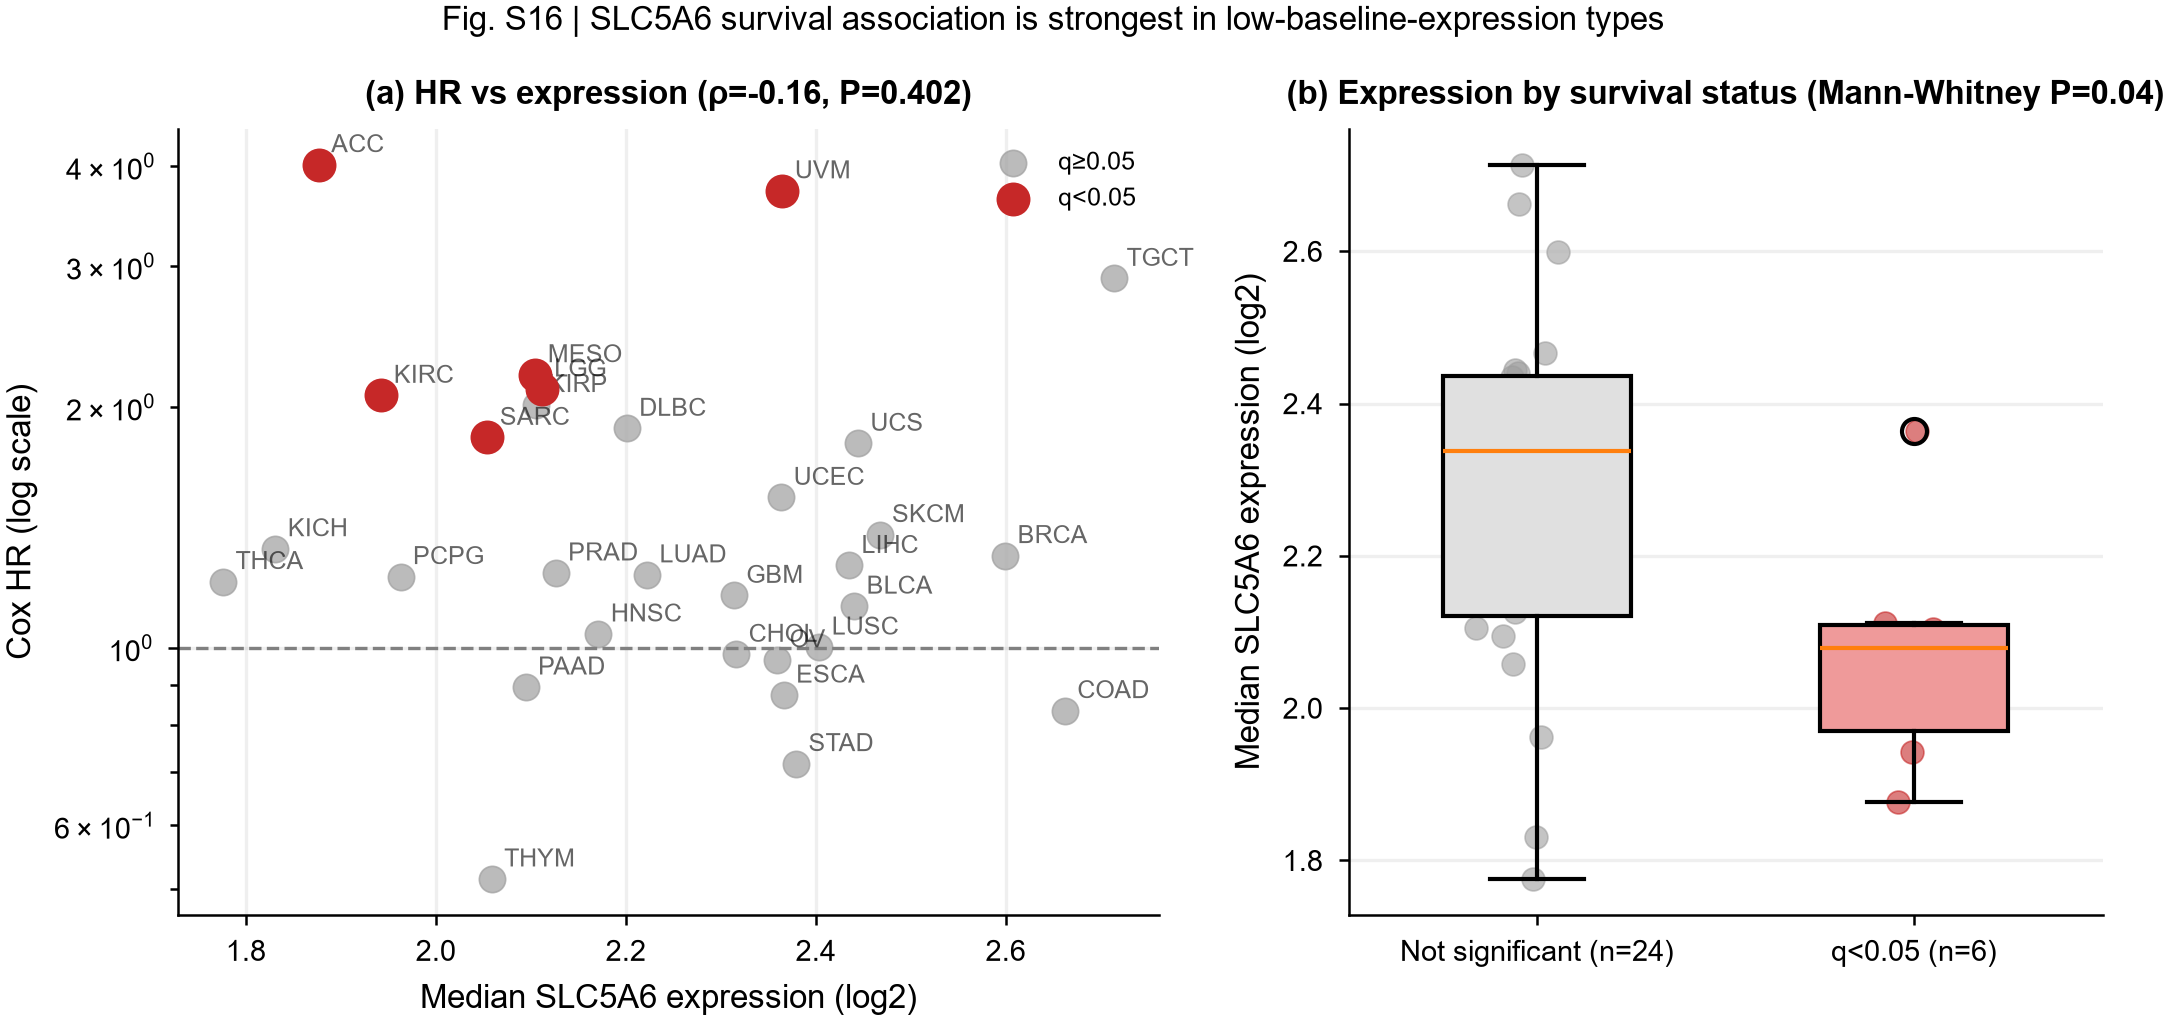 Fig. S16 | SLC5A6 survival association is strongest in low-baseline-expression types
(a) HR vs expression (ρ=-0.16, P=0.402)
Cox HR (log scale)
4 × 10⁰
3 × 10⁰
2 × 10⁰
10⁰
6 × 10⁻¹
ACC
UVM
q≥0.05
q<0.05
TGCT
MESO
LGG
KIRP
KIRC
SARC
DLBC
UCS
UCEC
SKCM
KICH
BRCA
THCA
PCPG
PRAD
LUAD
LIHC
GBM
BLCA
HNSC
CHOL
OV
LUSC
PAAD
ESCA
COAD
STAD
THYM
1.8
2.0
2.2
2.4
2.6
Median SLC5A6 expression (log2)
(b) Expression by survival status (Mann-Whitney P=0.04)
Median SLC5A6 expression (log2)
2.6
2.4
2.2
2.0
1.8
Not significant (n=24)
q<0.05 (n=6)